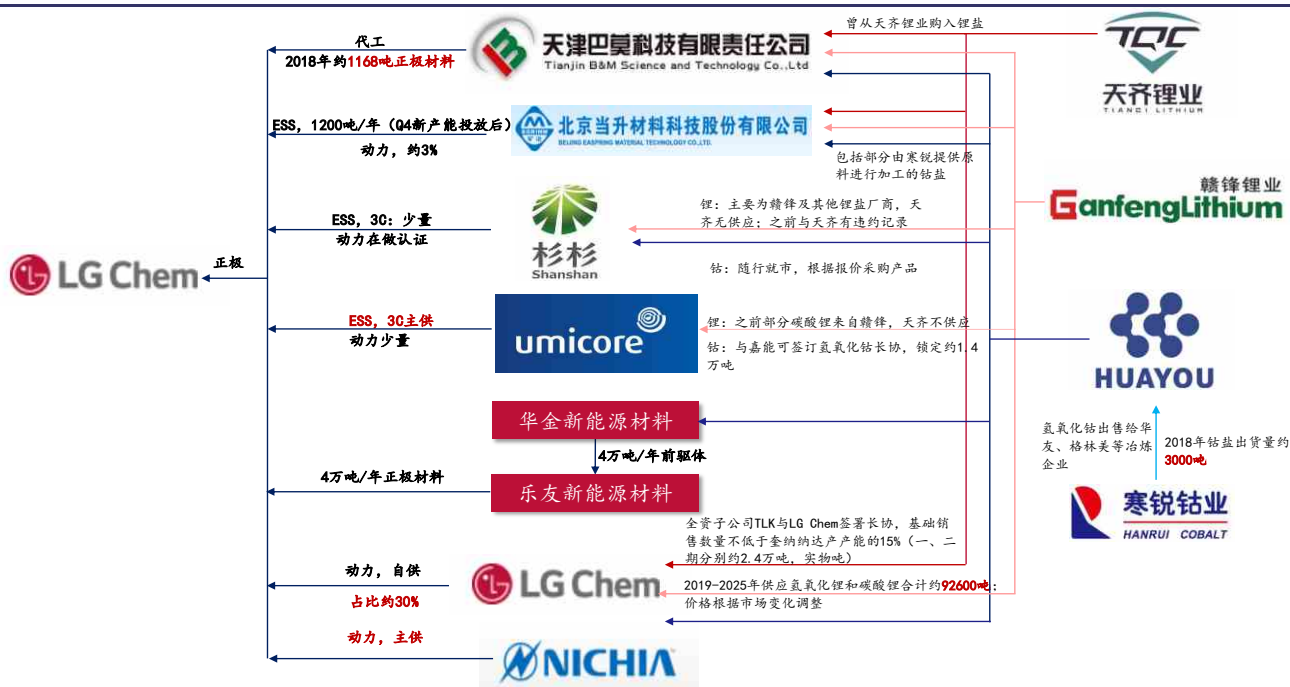 代工
2018年约1168吨正极材料
天津巴莫科技有限责任公司
Tianjin B&M Science and Technology Co.,Ltd
曾从天齐锂业购入锂盐
TQC
天齐锂业
TIANQI LITHIUM
ESS, 1200吨/年（Q4新产能投放后）
动力，约3%
北京当升材料科技股份有限公司
BEIJING EASPRING MATERIAL TECHNOLOGY CO.,LTD.
包括部分由寒锐提供原
料进行加工的钴盐
赣锋锂业
GanfengLithium
ESS, 3C：少量
动力在做认证
杉杉
Shanshan
锂：主要为赣锋及其他锂盐厂商，天
齐无供应；之前与天齐有违约记录
钴：随行就市，根据报价采购产品
LG Chem
正极
ESS, 3C主供
动力少量
umicore
锂：之前部分碳酸锂来自赣锋，天齐不供应
钴：与嘉能可签订氢氧化钴长协，锁定约1.4
万吨
HUAYOU
华金新能源材料
4万吨/年前驱体
4万吨/年正极材料
乐友新能源材料
氢氧化钴出售给华
友、格林美等冶炼
企业
2018年钴盐出货量约
3000吨
寒锐钴业
HANRUI COBALT
全资子公司TLK与LG Chem签署长协，基础销
售数量不低于奎纳纳达产产能的15%（一、二
期分别约2.4万吨，实物吨）
动力，自供
占比约30%
LG Chem
2019-2025年供应氢氧化锂和碳酸锂合计约92600吨；
价格根据市场变化调整
动力，主供
NICHIA